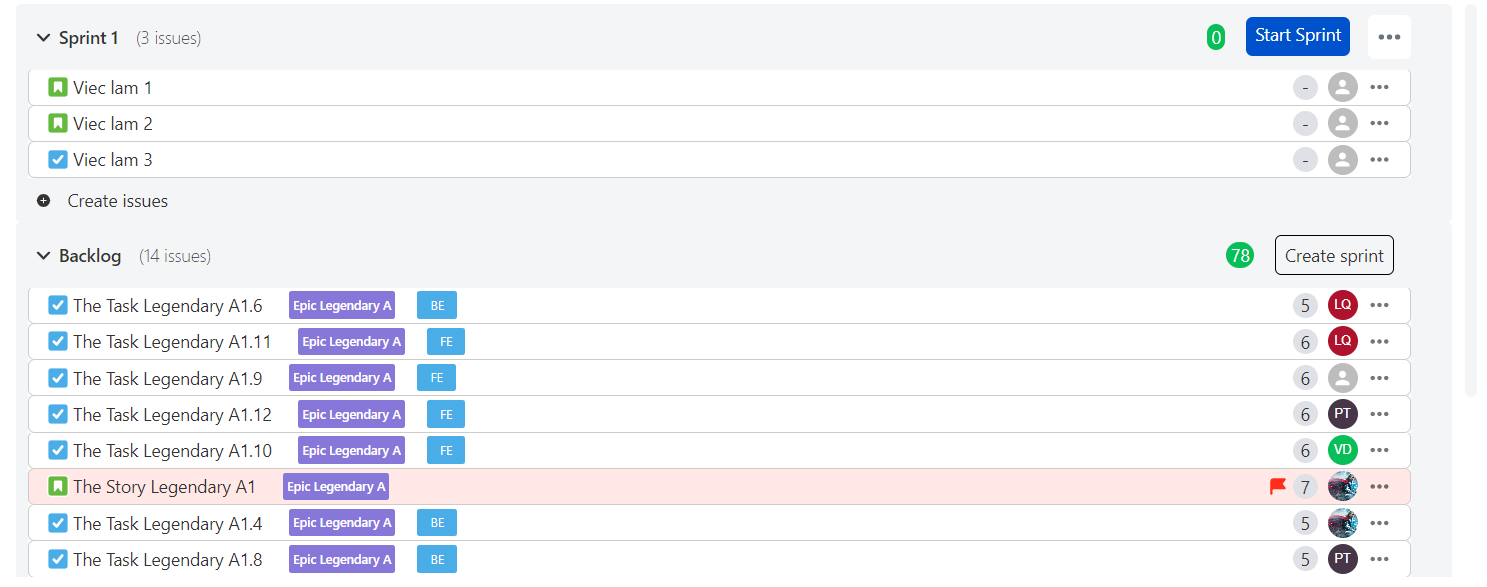 Sprint 1 (3 issues) 0 Start Sprint
Viec lam 1 -
Viec lam 2 -
Viec lam 3 -
Create issues
Backlog (14 issues) 78 Create sprint
The Task Legendary A1.6 Epic Legendary A BE 5 LQ
The Task Legendary A1.11 Epic Legendary A FE 6 LQ
The Task Legendary A1.9 Epic Legendary A FE 6
The Task Legendary A1.12 Epic Legendary A FE 6 PT
The Task Legendary A1.10 Epic Legendary A FE 6 VD
The Story Legendary A1 Epic Legendary A 7
The Task Legendary A1.4 Epic Legendary A BE 5
The Task Legendary A1.8 Epic Legendary A BE 5 PT